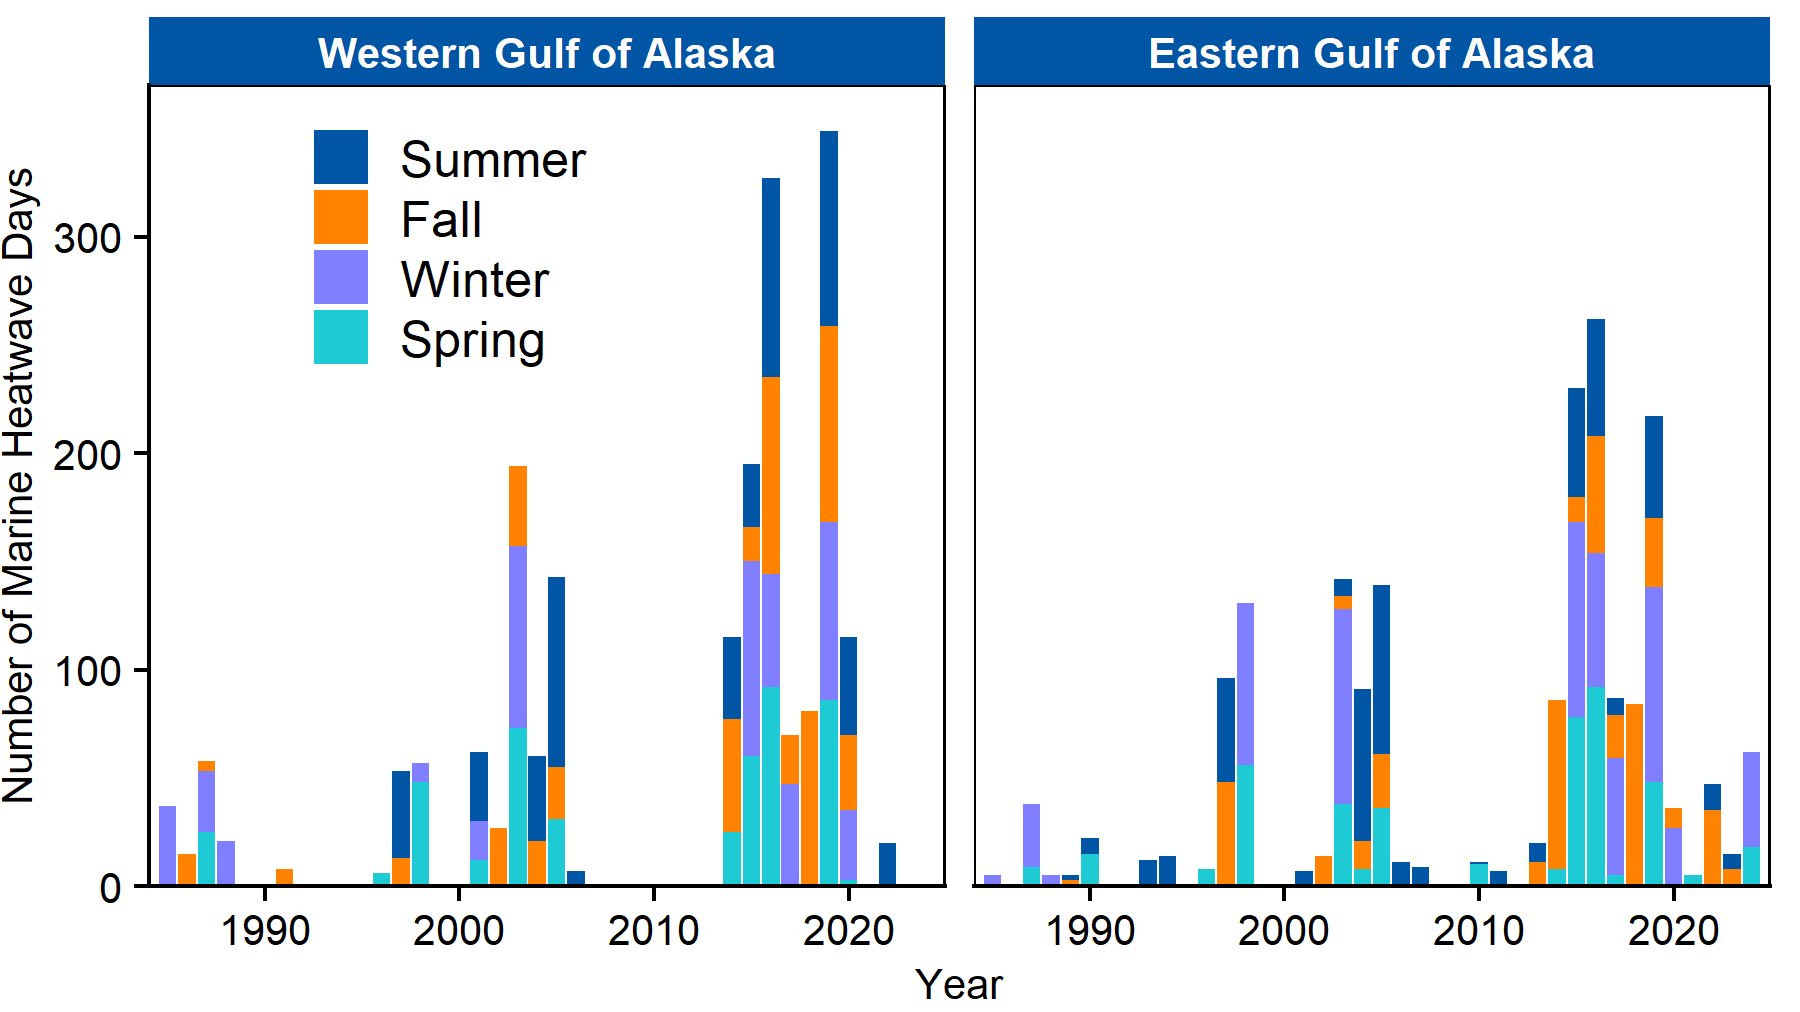 Western Gulf of Alaska
Eastern Gulf of Alaska
Summer
Fall
Winter
Spring
Number of Marine Heatwave Days
300
200
100
0
1990
2000
2010
2020
1990
2000
2010
2020
Year